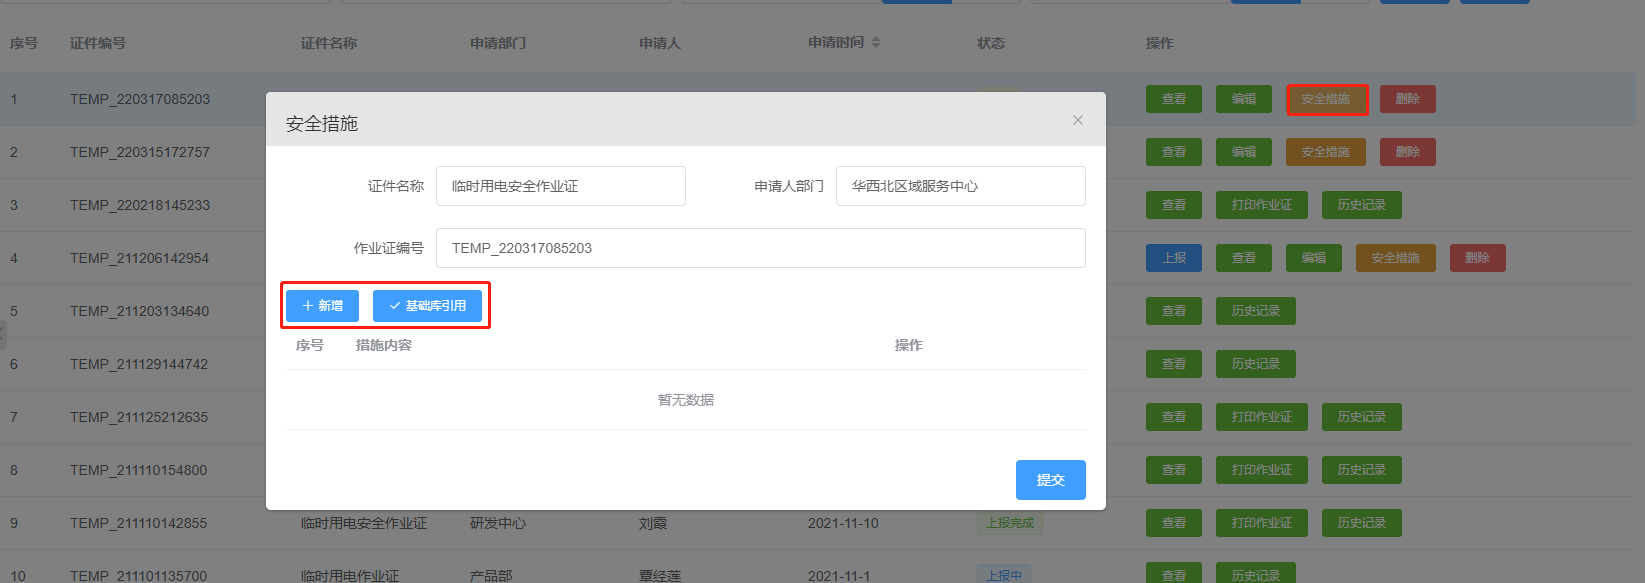 序号 证件编号 证件名称 申请部门 申请人 申请时间 状态 操作
1 TEMP_220317085203 查看 编辑 安全措施 删除
安全措施
2 TEMP_220315172757 查看 编辑 安全措施 删除
证件名称 临时用电安全作业证 申请人部门 华西北区域服务中心
3 TEMP_220218145233 查看 打印作业证 历史记录
作业证编号 TEMP_220317085203
4 TEMP_211206142954 上报 查看 编辑 安全措施 删除
新增 基础库引用
5 TEMP_211203134640 查看 历史记录
序号 措施内容 操作
6 TEMP_211129144742 查看 历史记录
暂无数据
7 TEMP_211125212635 查看 打印作业证 历史记录
8 TEMP_211110154800 查看 打印作业证 历史记录
提交
9 TEMP_211110142855 临时用电安全作业证 研发中心 刘霞 2021-11-10 上报完成 查看 打印作业证 历史记录
10 TEMP_211101135700 临时用电作业证 产品部 覃经莲 2021-11-1 上报中 查看 历史记录